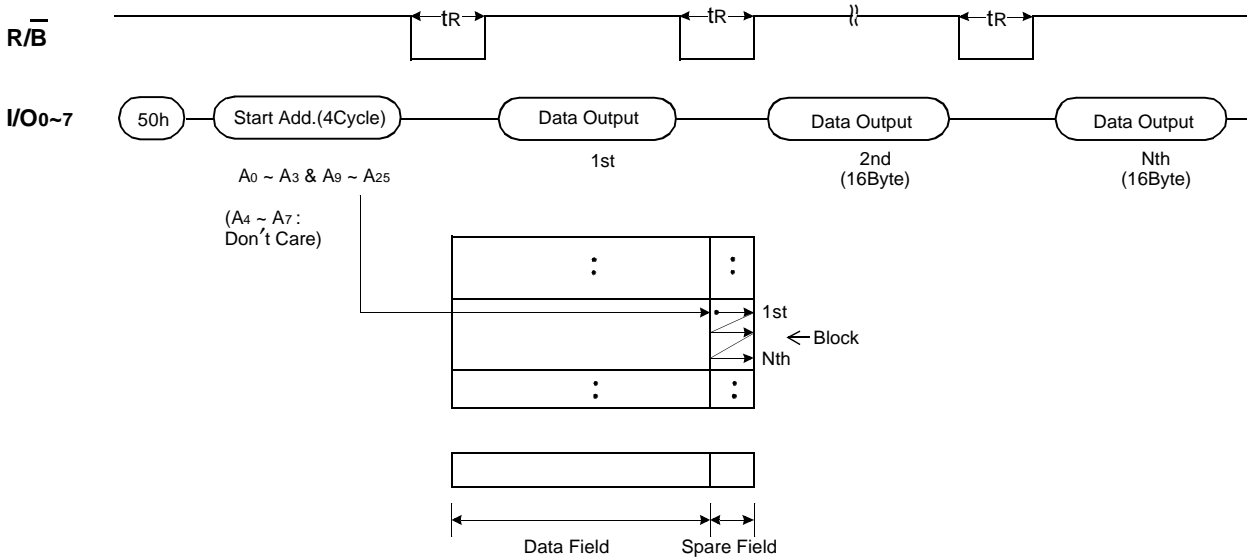 R/B
tR
tR
tR
I/O0~7
50h
Start Add.(4Cycle)
Data Output
Data Output
Data Output
1st
2nd
(16Byte)
Nth
(16Byte)
A0 ~ A3 & A9 ~ A25
(A4 ~ A7 :
Don't Care)
1st
Block
Nth
Data Field
Spare Field